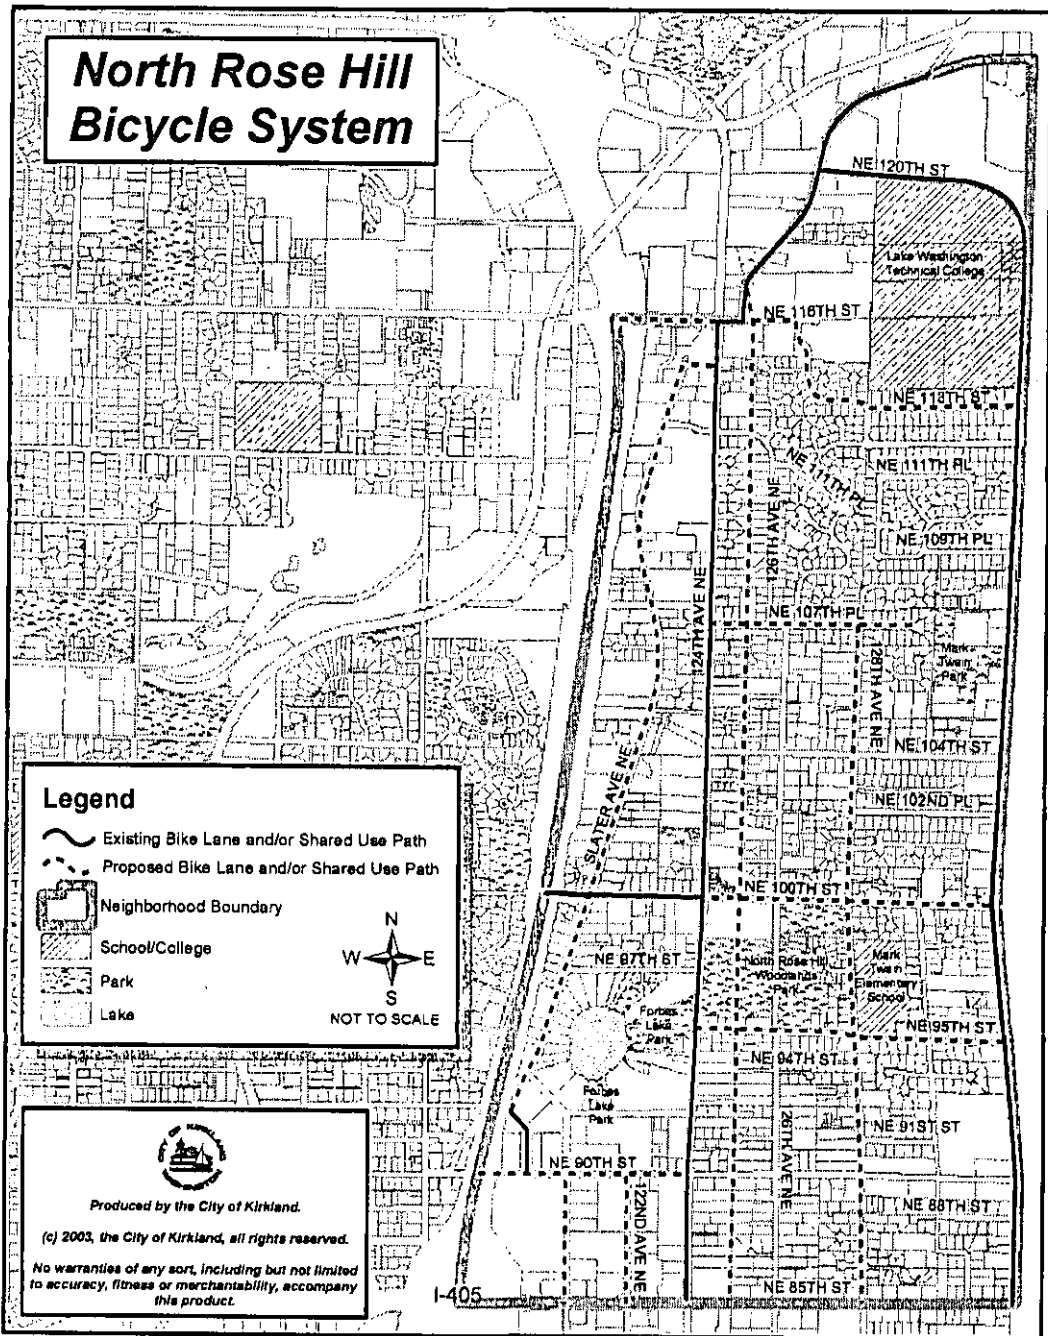 North Rose Hill
Bicycle System
NE 120TH ST
Lake Washington
Technical College
NE 116TH ST
NE 113TH ST
NE 111TH PL
NE 111TH PL
126TH AVE NE
NE 109TH PL
124TH AVE NE
NE 107TH PL
128TH AVE NE
Mark
Twain
Park
NE 104TH ST
NE 102ND PL
SLATER AVE NE
NE 100TH ST
Legend
Existing Bike Lane and/or Shared Use Path
Proposed Bike Lane and/or Shared Use Path
Neighborhood Boundary
School/College
Park
Lake
N
W E
S
NOT TO SCALE
NE 97TH ST
North Rose Hill
Woodlands
Park
Mark
Twain
Elementary
School
Forbes
Lake
Park
NE 95TH ST
NE 94TH ST
Forbes
Lake
Park
26TH AVE NE
NE 91ST ST
NE 90TH ST
122ND AVE NE
NE 88TH ST
NE 85TH ST
I-405
CITY OF KIRKLAND
WASHINGTON
Produced by the City of Kirkland.
(c) 2003, the City of Kirkland, all rights reserved.
No warranties of any sort, including but not limited
to accuracy, fitness or merchantability, accompany
this product.